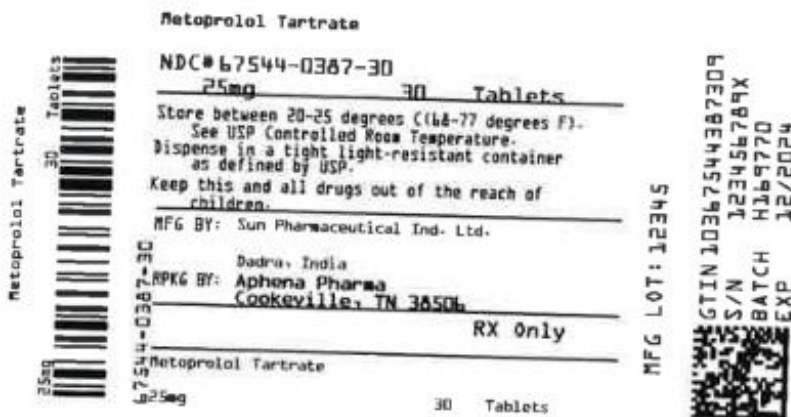 Metoprolol Tartrate
25mg
30 Tablets
Metoprolol Tartrate
NDC# 67544-0387-30
25mg 30 Tablets
Store between 20-25 degrees C(68-77 degrees F).
See USP Controlled Room Temperature.
Dispense in a tight light-resistant container
as defined by USP.
Keep this and all drugs out of the reach of
children.
MFG BY: Sun Pharmaceutical Ind. Ltd.
Dadra, India
RPKG BY: Aphena Pharma
Cookeville, TN 38506
RX Only
Metoprolol Tartrate
25mg 30 Tablets
67544-0387-30
MFG LOT: 12345
GTIN 10367544387309
S/N 123456789X
BATCH H169770
EXP 12/2024